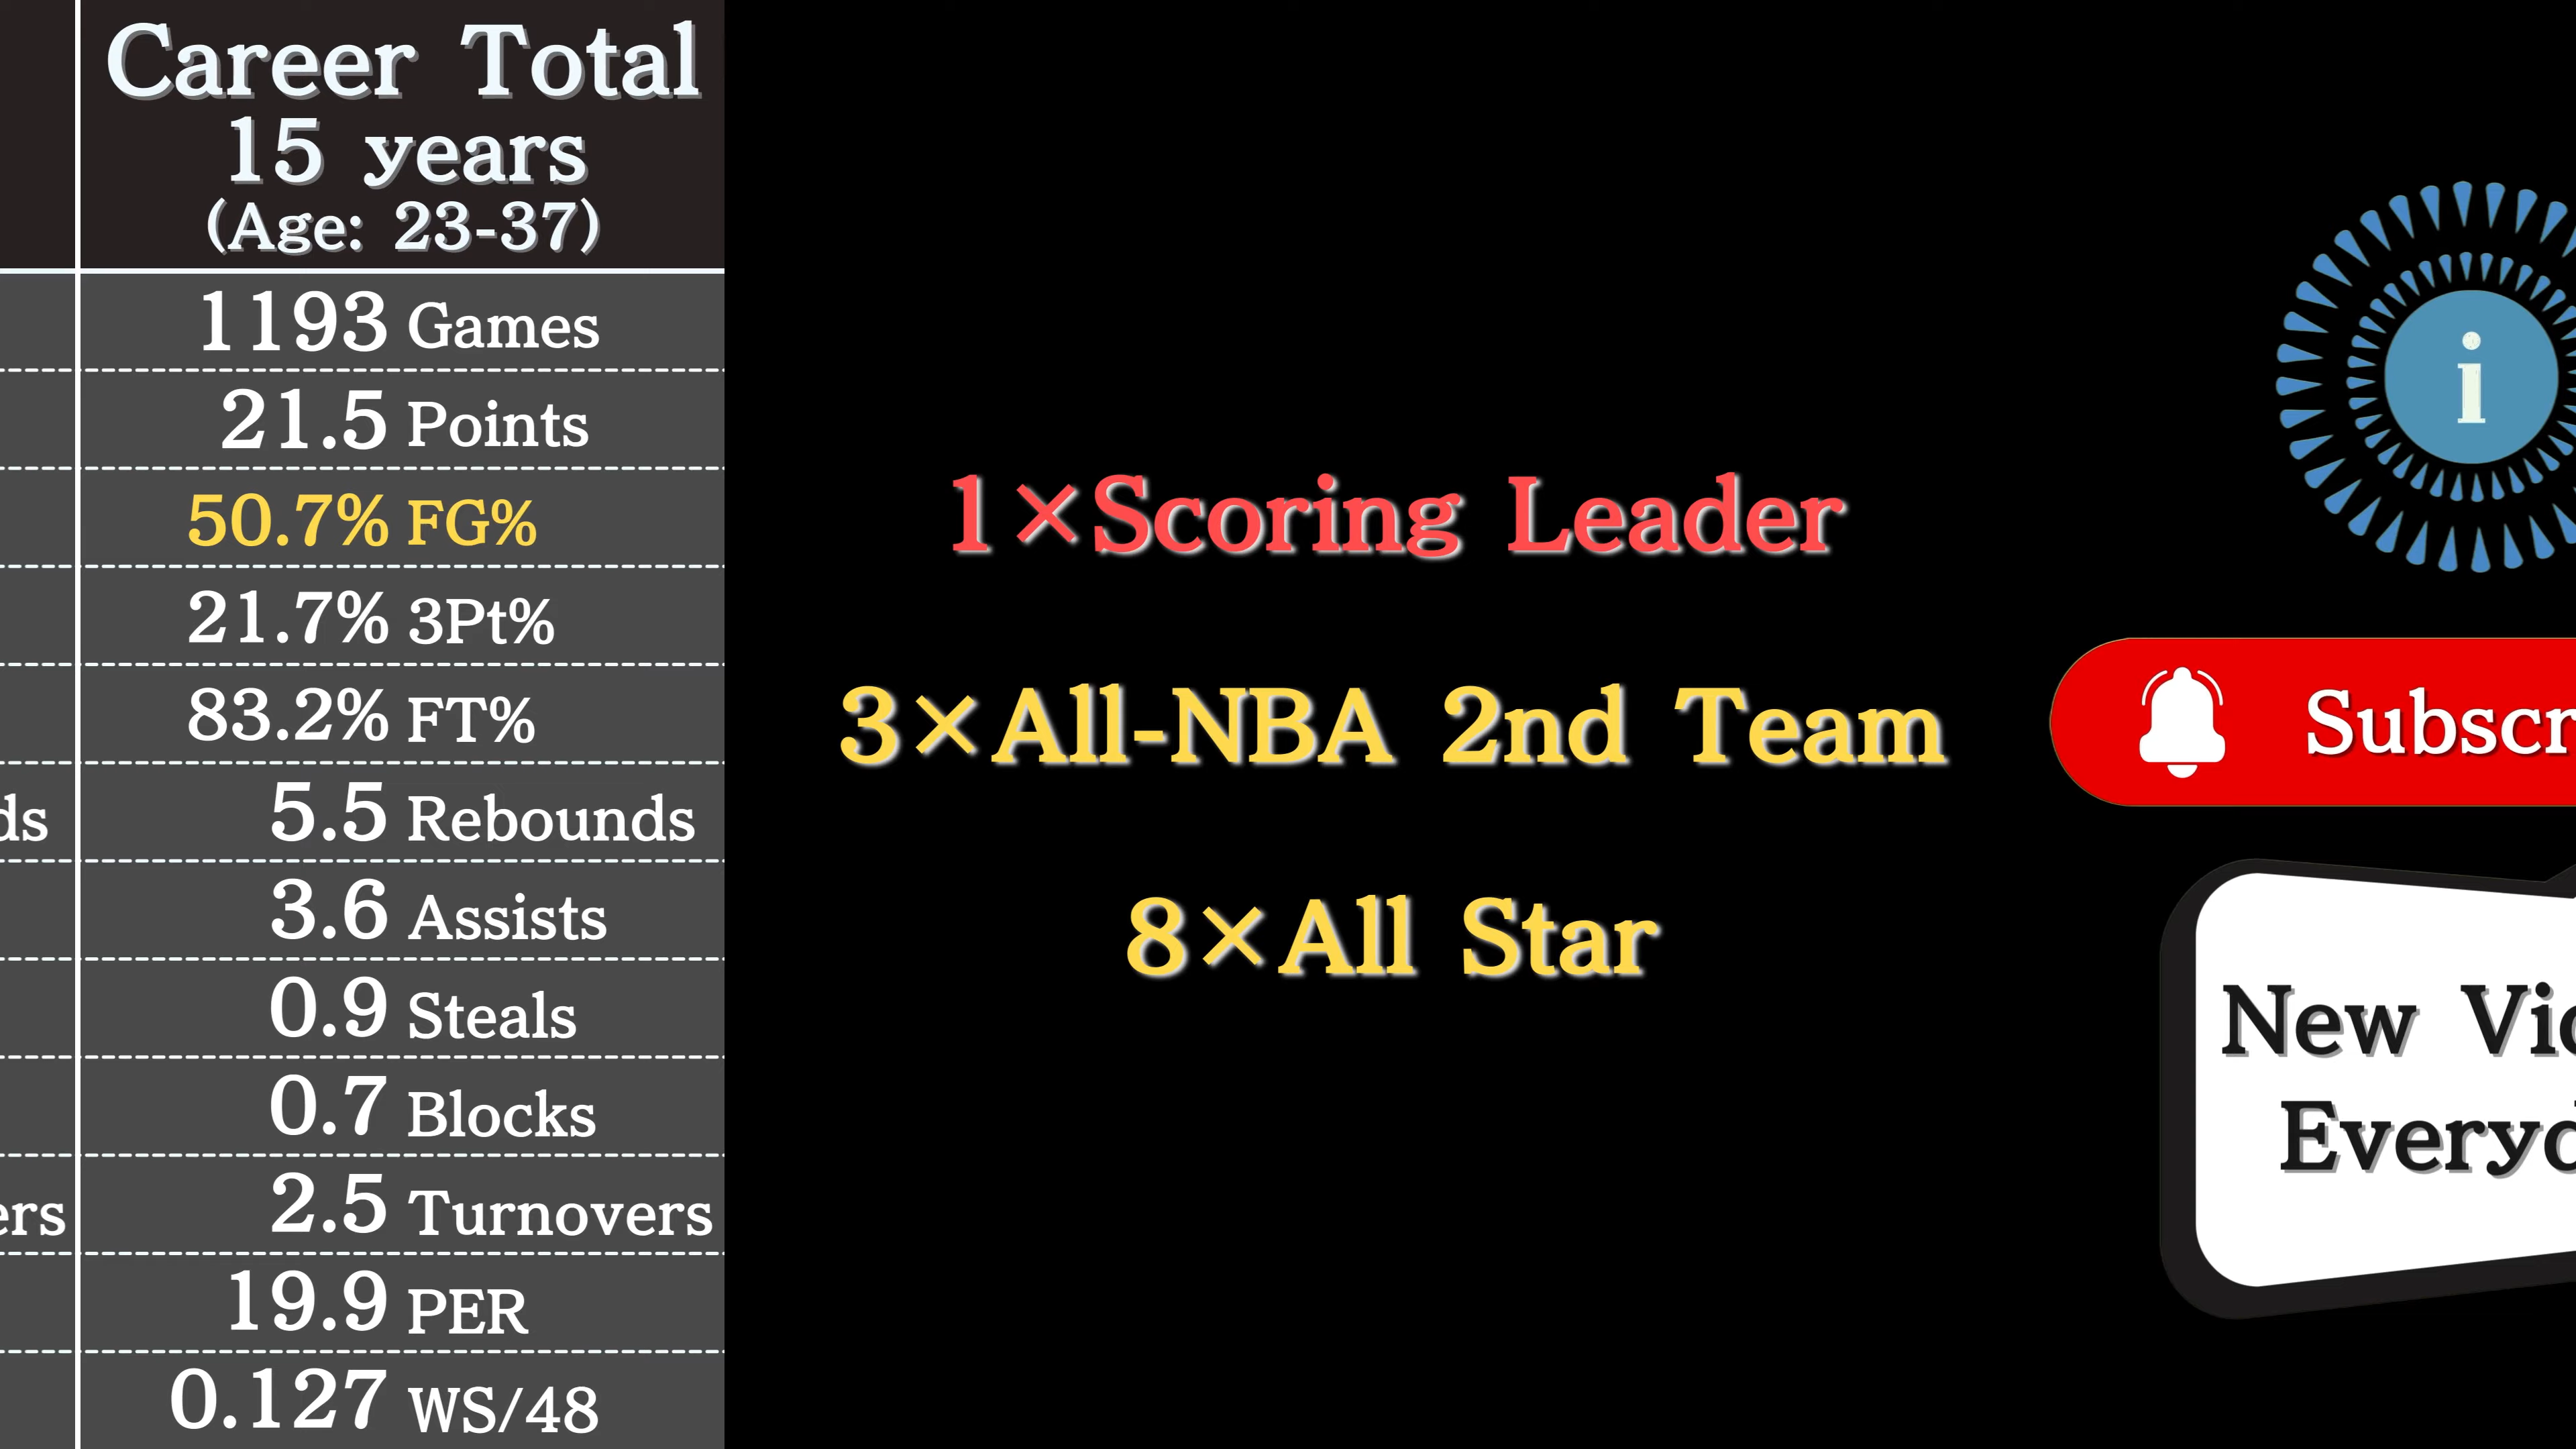 Career Total
15 years
(Age: 23-37)
1193 Games
21.5 Points
50.7% FG%
21.7% 3Pt%
83.2% FT%
ds
5.5 Rebounds
3.6 Assists
0.9 Steals
0.7 Blocks
ers
2.5 Turnovers
19.9 PER
0.127 WS/48
1×Scoring Leader
3×All-NBA 2nd Team
8×All Star
i
Subscr
New Vid
Everyd